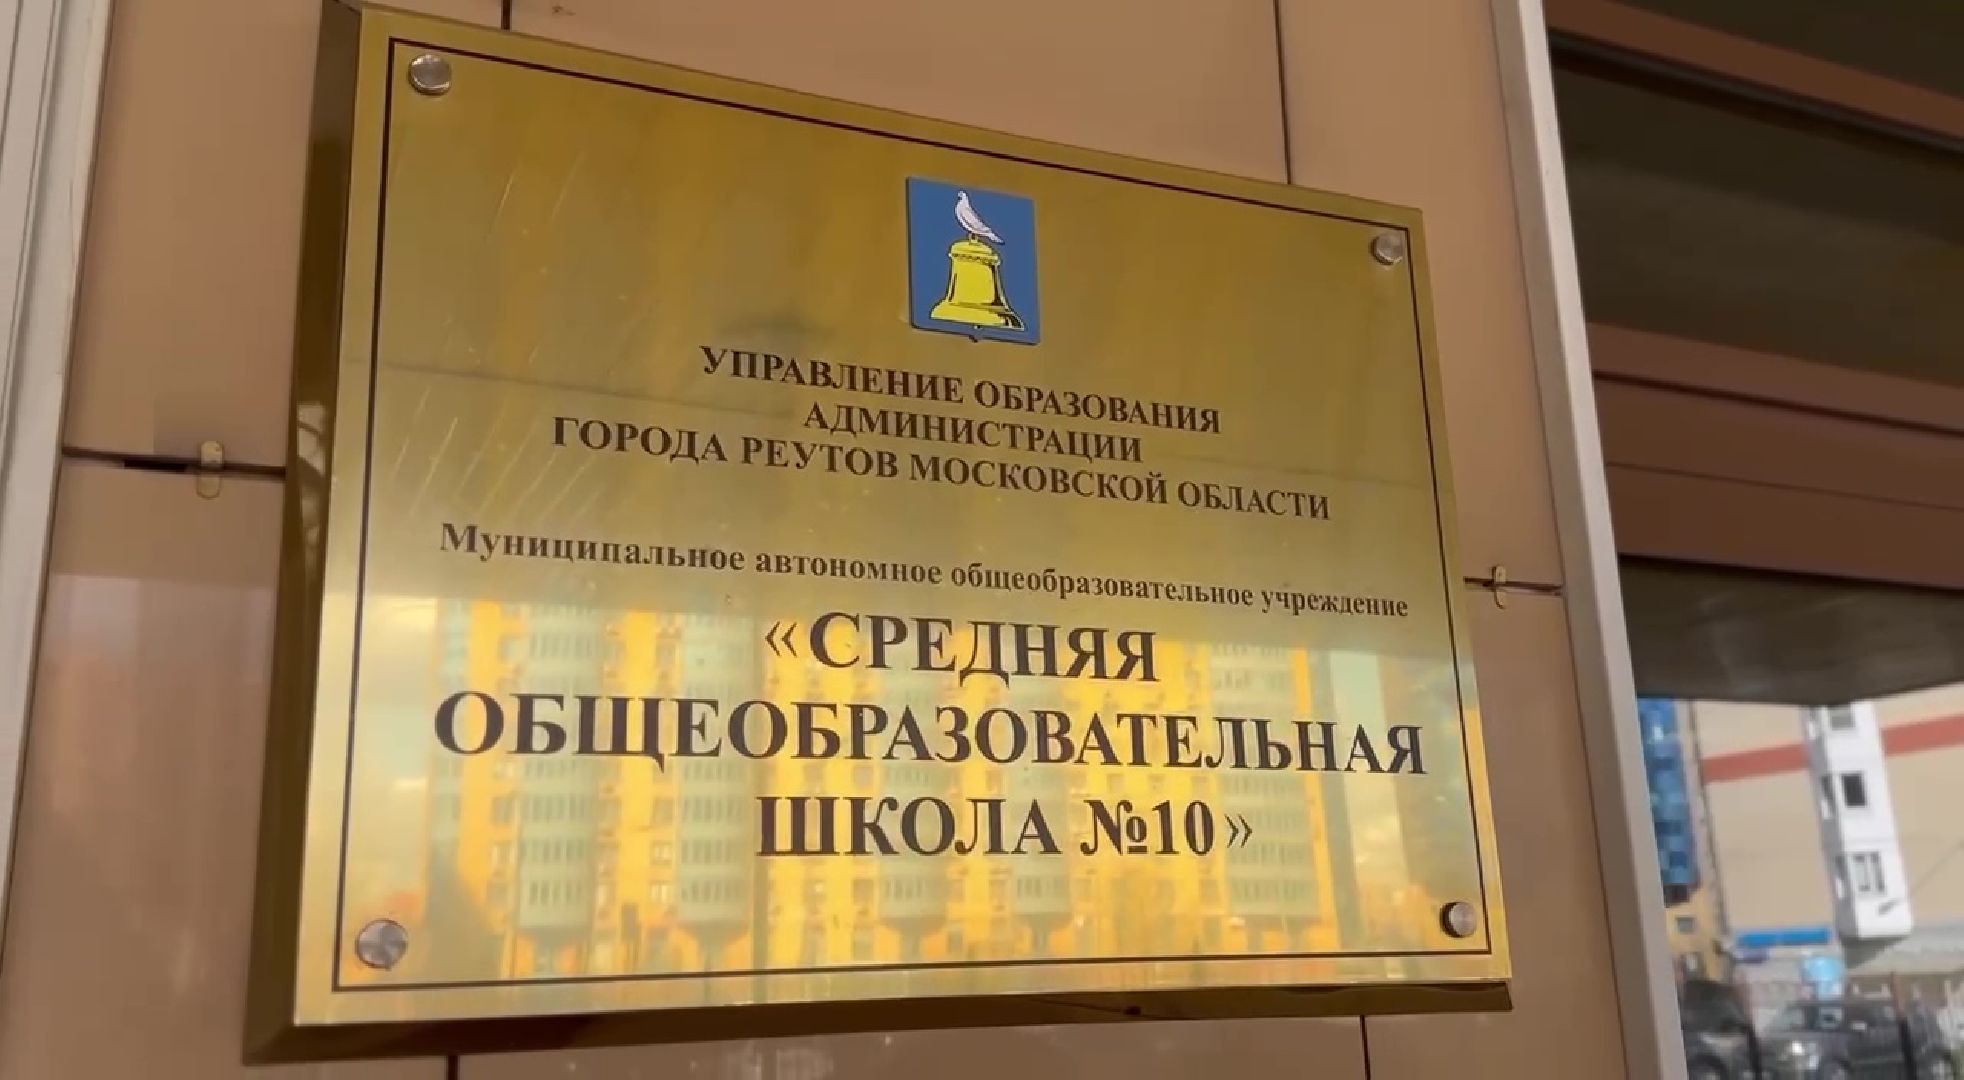 УПРАВЛЕНИЕ ОБРАЗОВАНИЯ
АДМИНИСТРАЦИИ
ГОРОДА РЕУТОВ МОСКОВСКОЙ ОБЛАСТИ
Муниципальное автономное общеобразовательное учреждение
«СРЕДНЯЯ
ОБЩЕОБРАЗОВАТЕЛЬНАЯ
ШКОЛА №10»